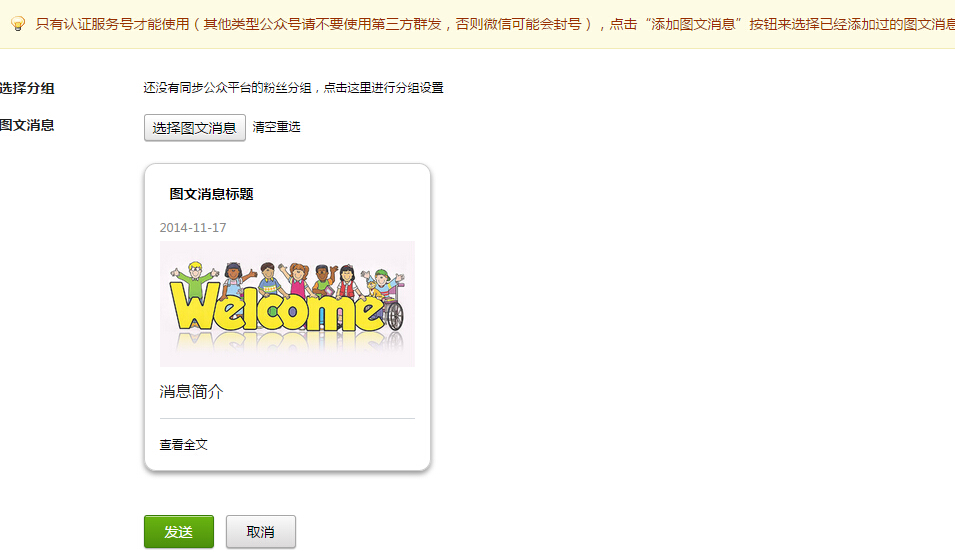 只有认证服务号才能使用（其他类型公众号请不要使用第三方群发，否则微信可能会封号），点击“添加图文消息”按钮来选择已经添加过的图文消息
选择分组 还没有同步公众平台的粉丝分组，点击这里进行分组设置
图文消息 选择图文消息 清空重选
图文消息标题
2014-11-17
Welcome
消息简介
查看全文
发送 取消